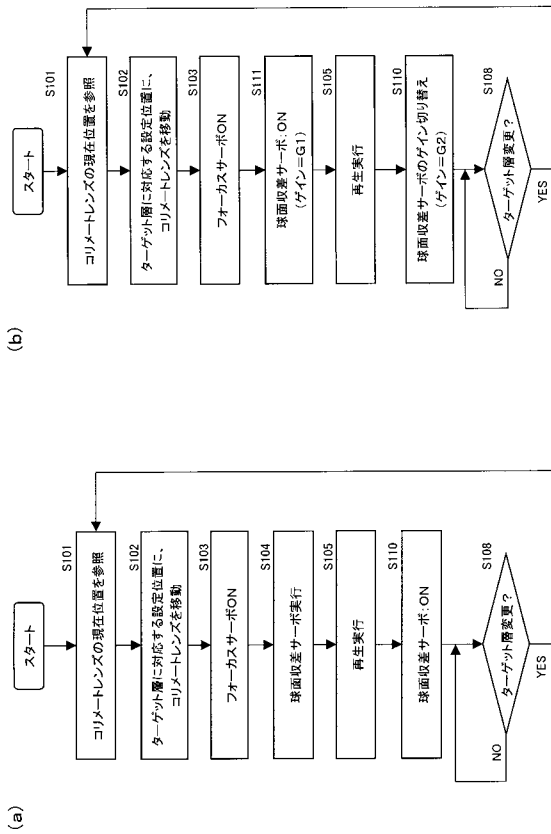 (a)
スタート
S101
コリメートレンズの現在位置を参照
S102
ターゲット層に対応する設定位置に、
コリメートレンズを移動
S103
フォーカスサーボON
S104
球面収差サーボ実行
S105
再生実行
S110
球面収差サーボ:ON
S108
ターゲット層変更?
NO
YES
(b)
スタート
S101
コリメートレンズの現在位置を参照
S102
ターゲット層に対応する設定位置に、
コリメートレンズを移動
S103
フォーカスサーボON
S111
球面収差サーボ:ON
(ゲイン=G1)
S105
再生実行
S110
球面収差サーボのゲイン切り替え
(ゲイン=G2)
S108
ターゲット層変更?
NO
YES